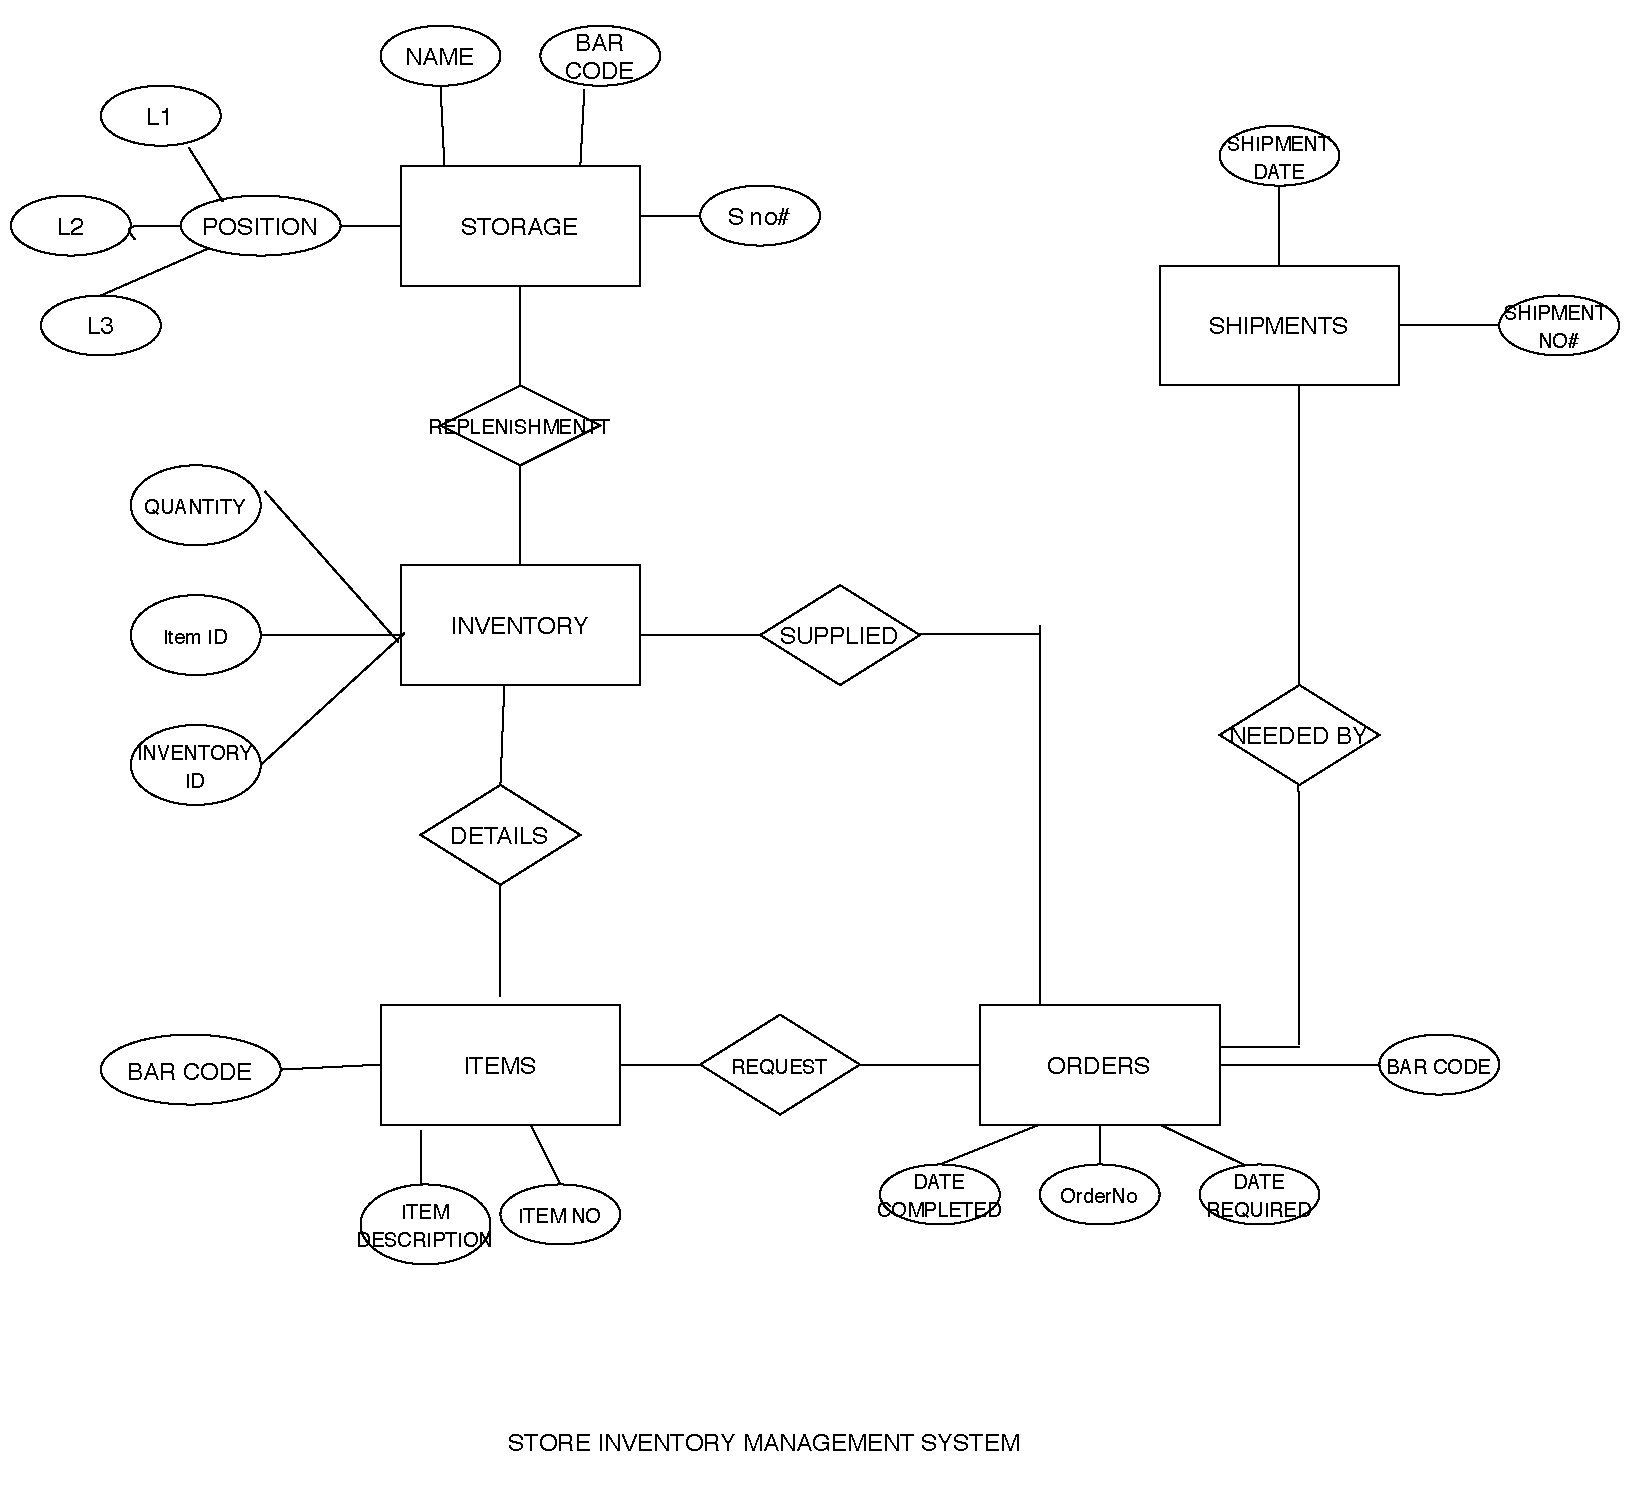 NAME
BAR
CODE
L1
SHIPMENT
DATE
L2
POSITION
STORAGE
S no#
L3
SHIPMENTS
SHIPMENT
NO#
REPLENISHMENTT
QUANTITY
Item ID
INVENTORY
SUPPLIED
INVENTORY
ID
NEEDED BY
DETAILS
BAR CODE
ITEMS
REQUEST
ORDERS
BAR CODE
ITEM
DESCRIPTION
ITEM NO
DATE
COMPLETED
OrderNo
DATE
REQUIRED
STORE INVENTORY MANAGEMENT SYSTEM